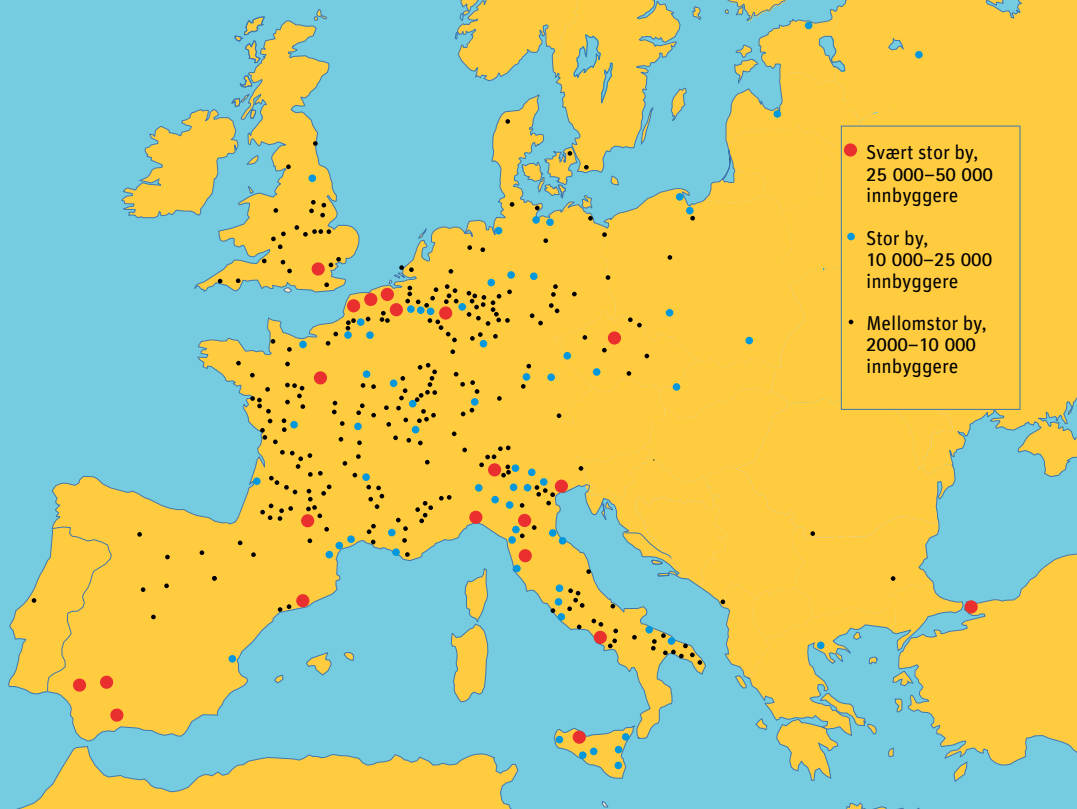 Svært stor by,
25 000–50 000
innbyggere
Stor by,
10 000–25 000
innbyggere
Mellomstor by,
2000–10 000
innbyggere